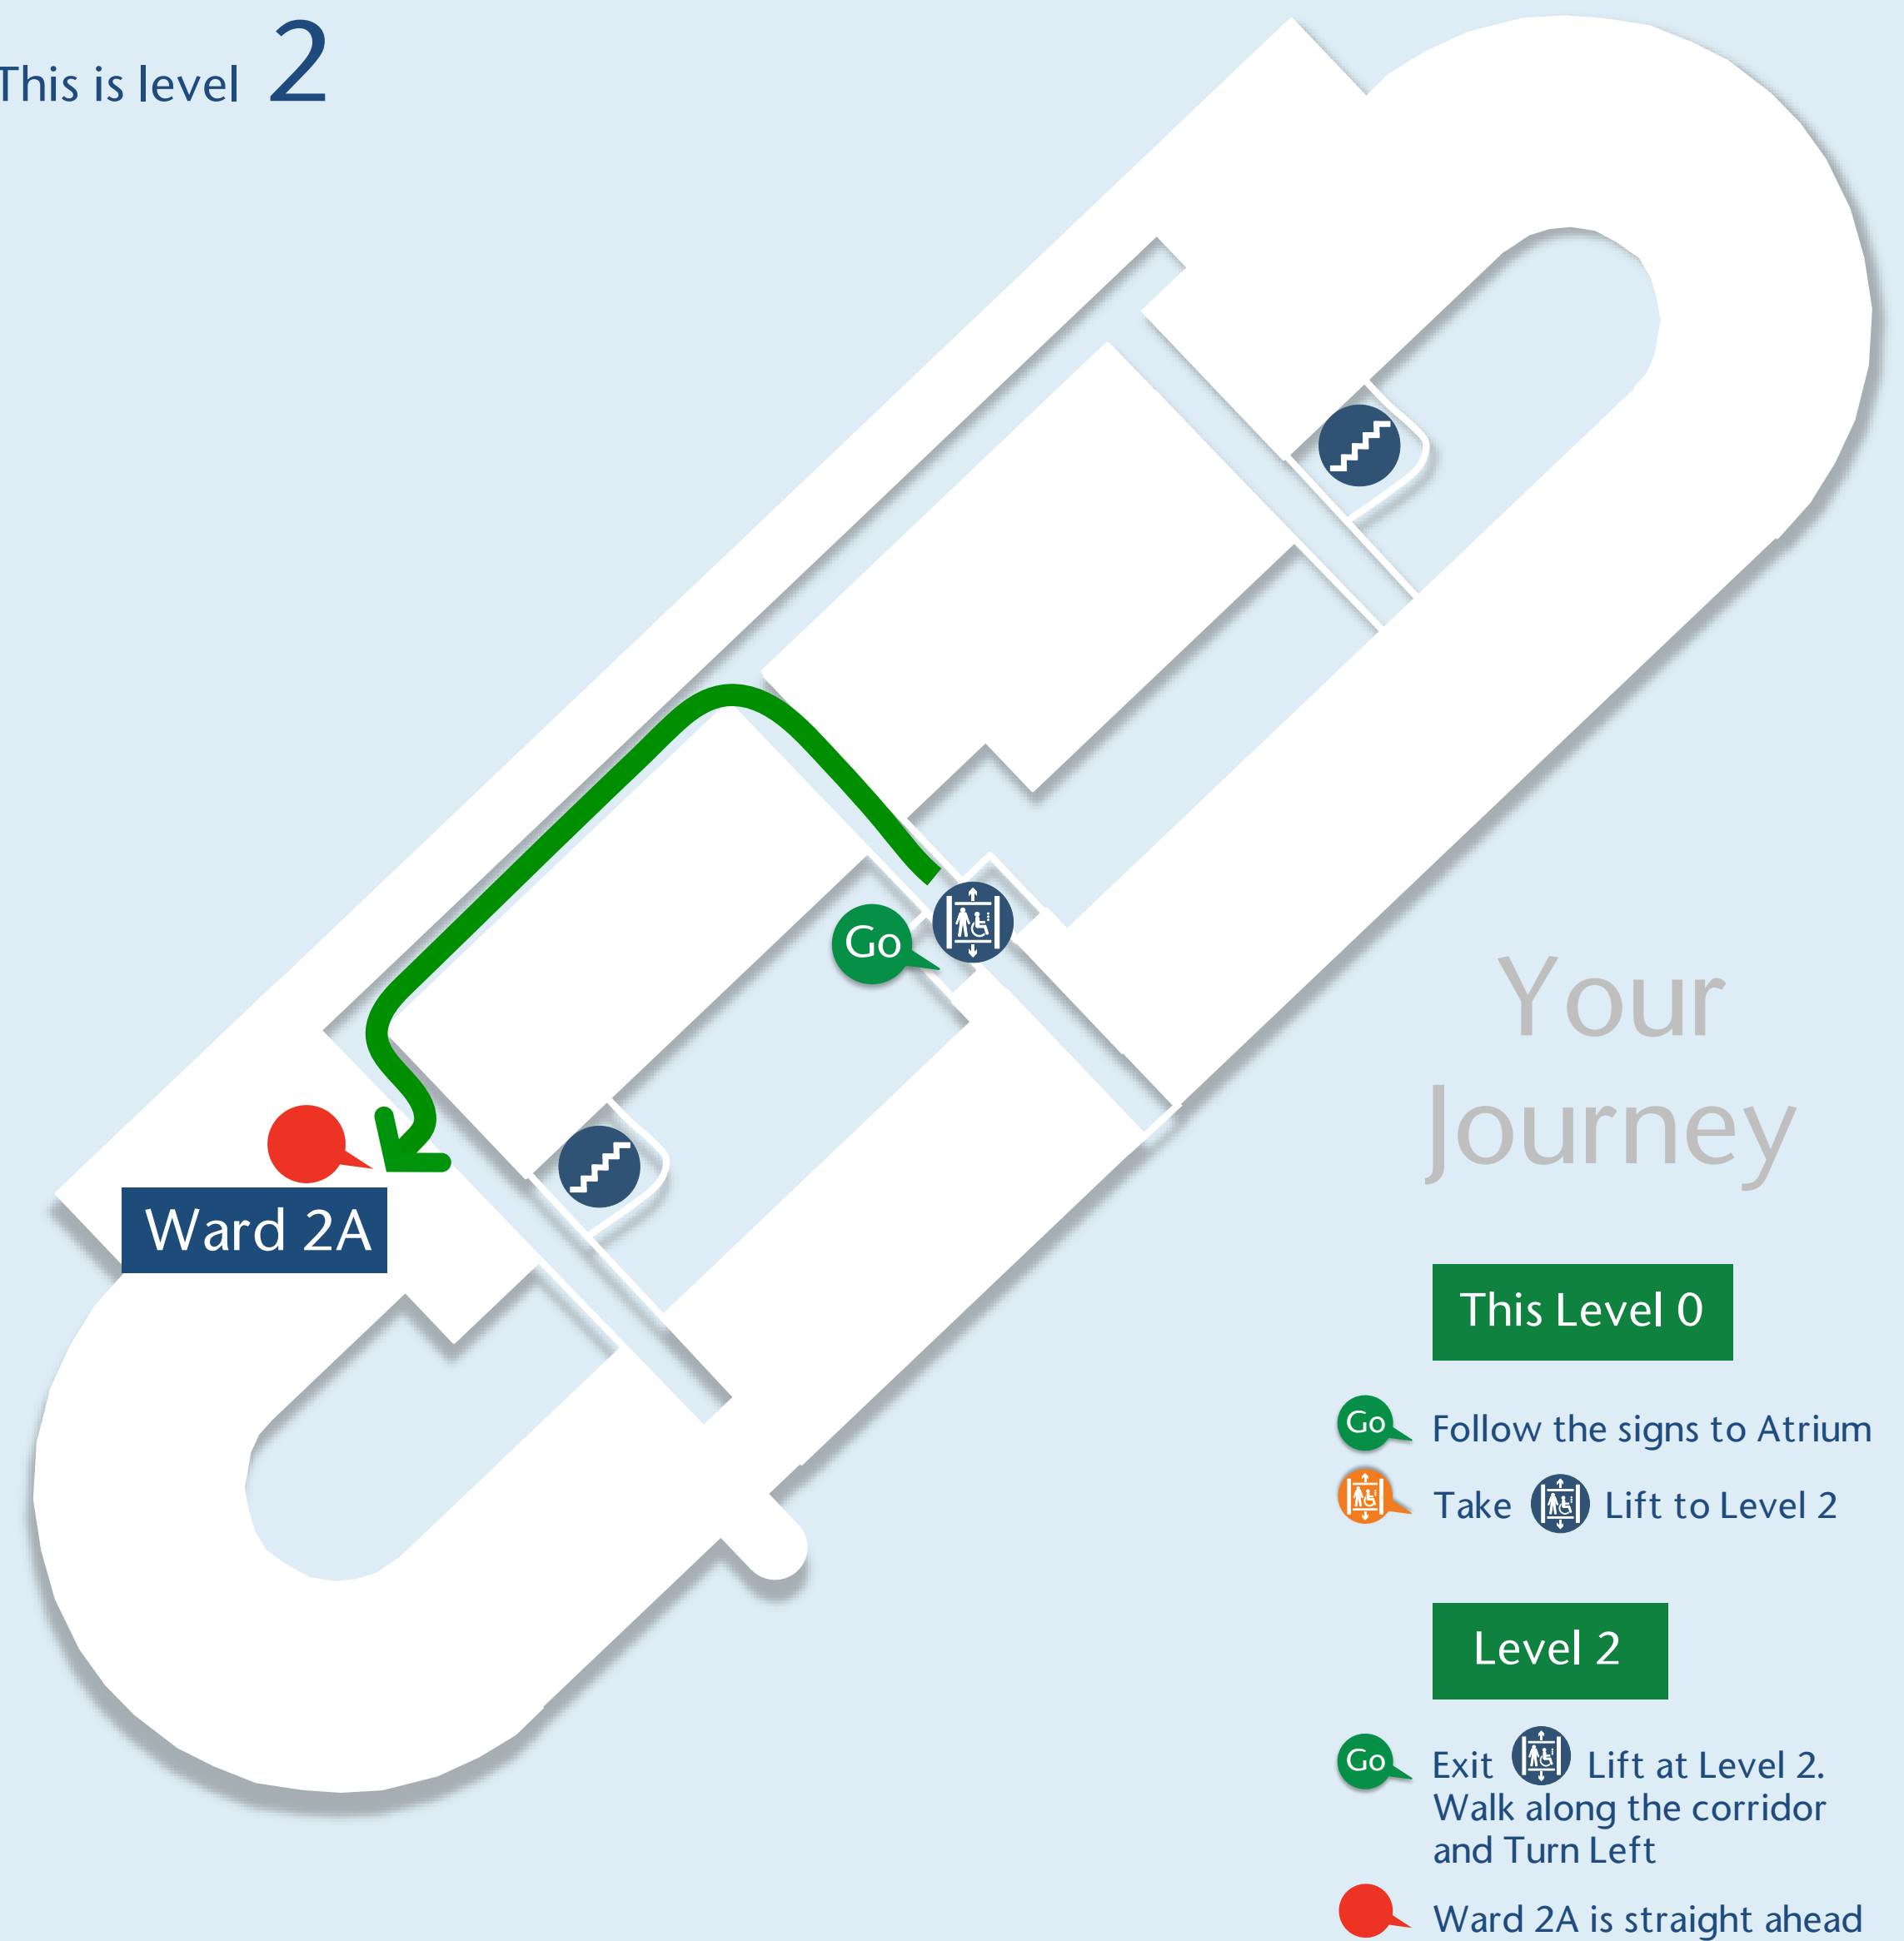 This is level 2
Go
Ward 2A
Your
Journey
This Level 0
Go Follow the signs to Atrium
Take Lift to Level 2
Level 2
Go Exit Lift at Level 2.
Walk along the corridor
and Turn Left
Ward 2A is straight ahead